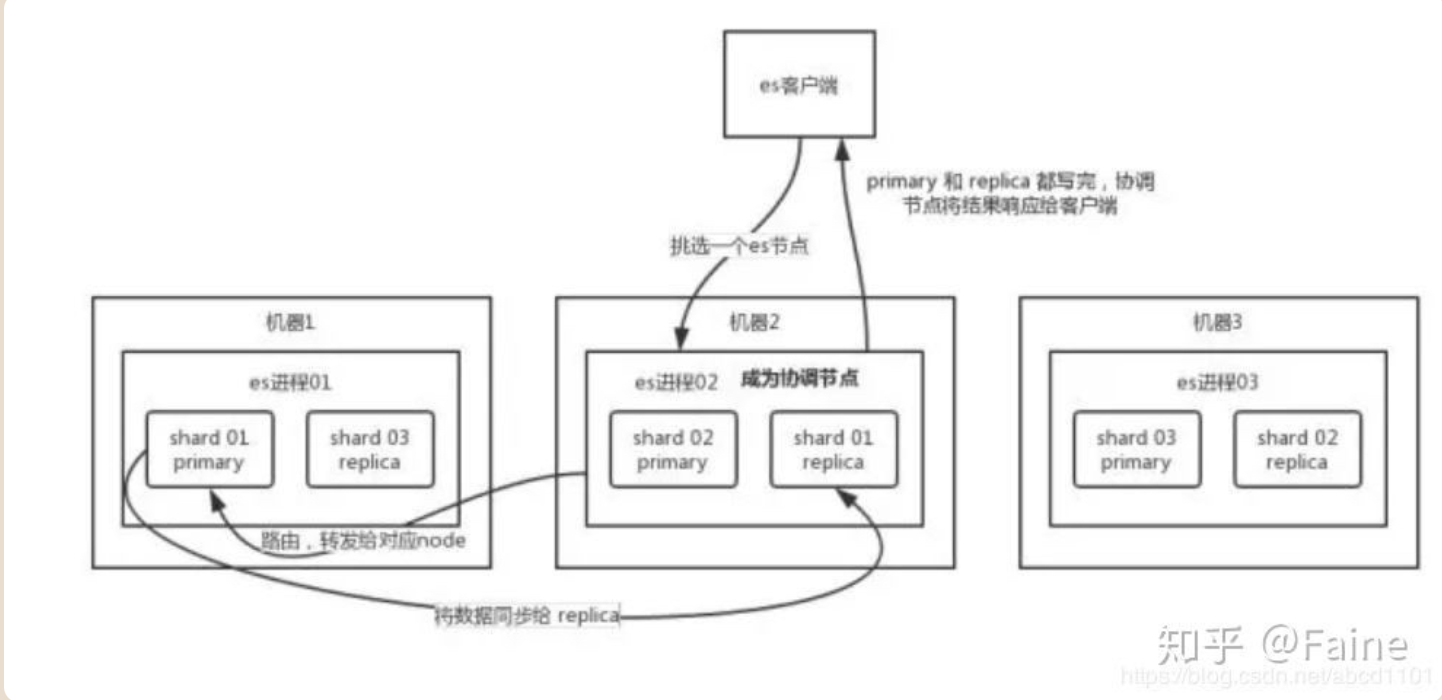 es客户端
primary 和 replica 都写完，协调
节点将结果响应给客户端
挑选一个es节点
机器1
机器2
机器3
es进程01
es进程02
成为协调节点
es进程03
shard 01
primary
shard 03
replica
shard 02
primary
shard 01
replica
shard 03
primary
shard 02
replica
路由，转发给对应node
将数据同步给 replica
知乎 @Faine
https://blog.csdn.net/abcd1101